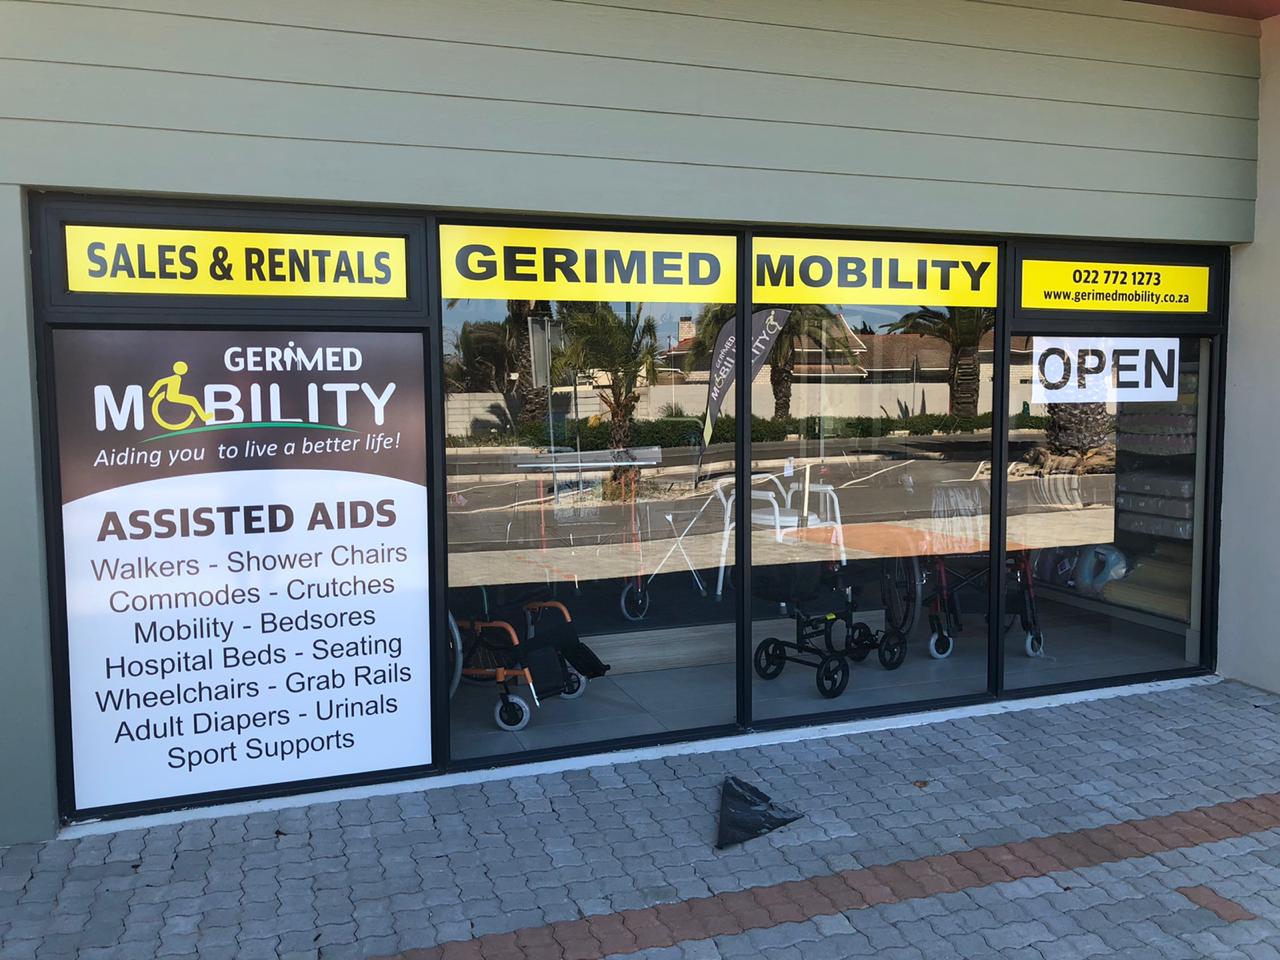 SALES & RENTALS
GERIMED MOBILITY
022 772 1273
www.gerimedmobility.co.za
OPEN
GERIMED
MOBILITY
Aiding you to live a better life!
ASSISTED AIDS
Walkers - Shower Chairs
Commodes - Crutches
Mobility - Bedsores
Hospital Beds - Seating
Wheelchairs - Grab Rails
Adult Diapers - Urinals
Sport Supports
GERIMED
MOBILITY